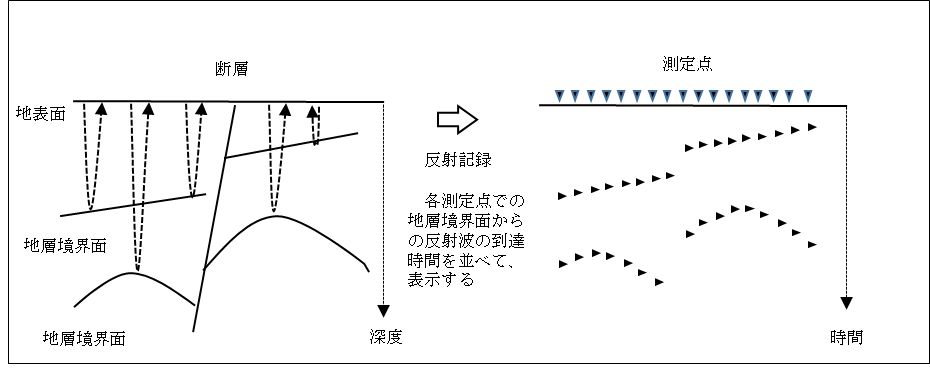 断層
地表面
地層境界面
地層境界面
深度
反射記録
各測定点での
地層境界面から
の反射波の到達
時間を並べて、
表示する
測定点
時間